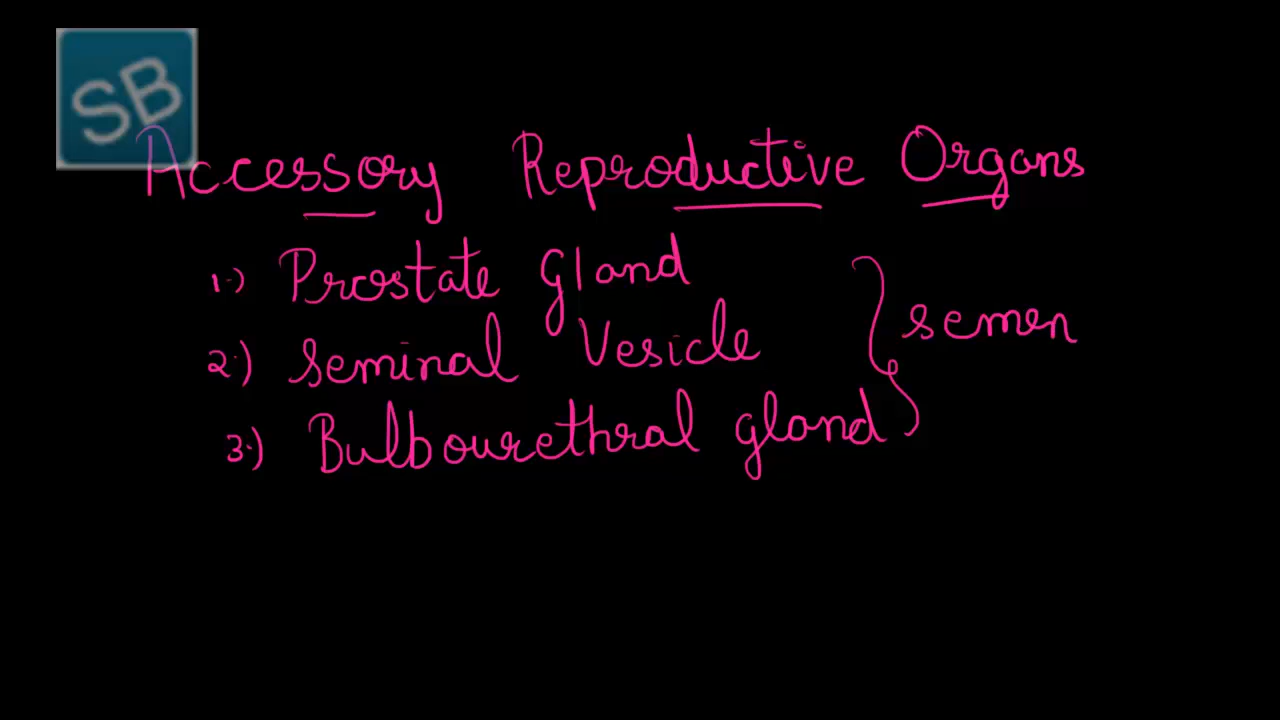 SB
Accessory Reproductive Organs
1.) Prostate Gland
2.) Seminal Vesicle
3.) Bulbourethral gland
semen